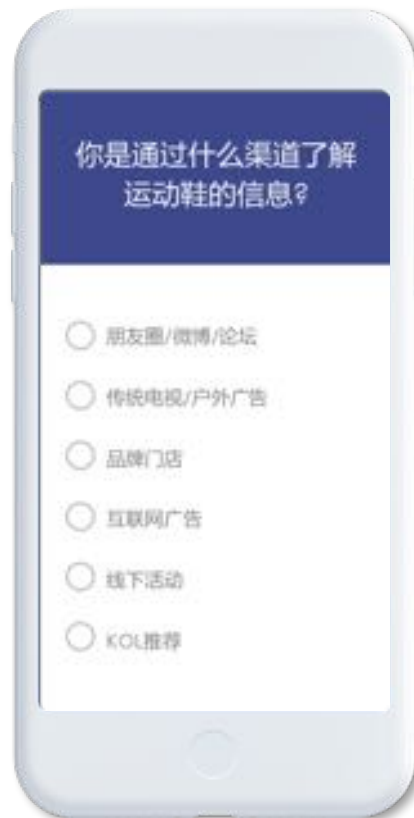 你是通过什么渠道了解
运动鞋的信息?
朋友圈/微博/论坛
传统电视/户外广告
品牌门店
互联网广告
线下活动
KOL推荐